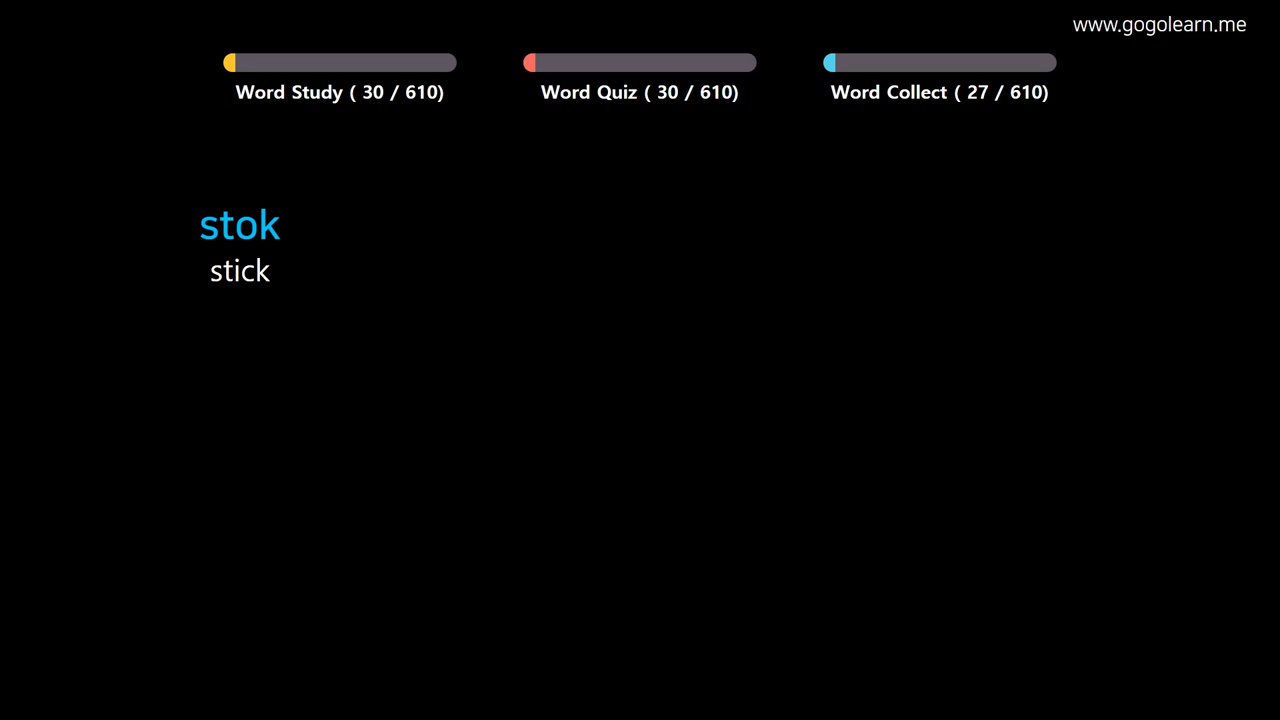 www.gogolearn.me
Word Study ( 30 / 610)
Word Quiz ( 30 / 610)
Word Collect ( 27 / 610)
stok
stick